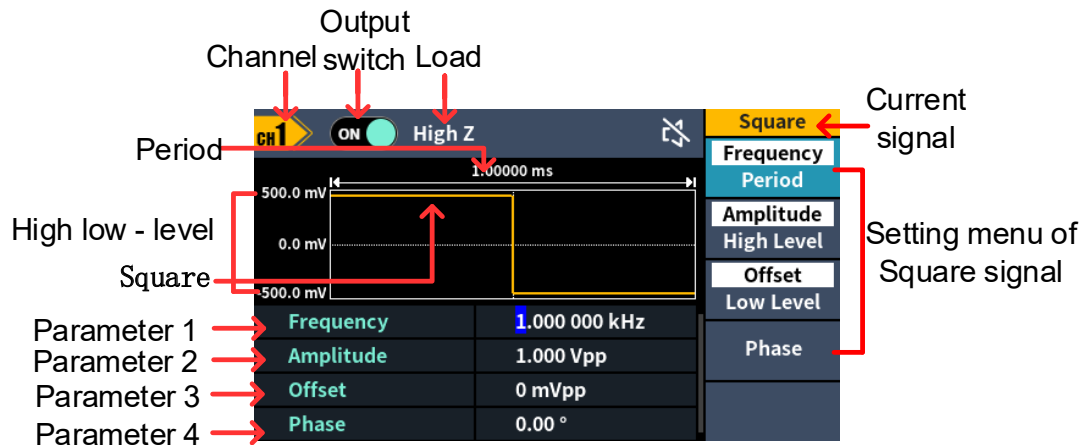 Output
Channel switch Load
Current
signal
CH1 ON High Z
Square
Period
1.00000 ms
Frequency
Period
500.0 mV
Amplitude
High Level
High low - level
0.0 mV
Setting menu of
Square signal
Square
Offset
Low Level
-500.0 mV
Parameter 1
Frequency 1.000 000 kHz
Phase
Parameter 2
Amplitude 1.000 Vpp
Parameter 3
Offset 0 mVpp
Parameter 4
Phase 0.00 °